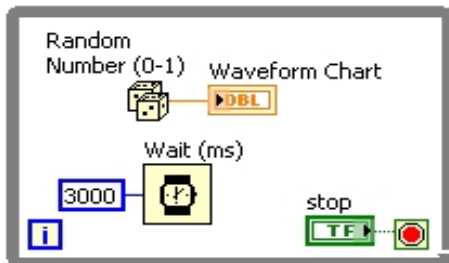 Random
Number (0-1)
Waveform Chart
DBL
Wait (ms)
3000
stop
i
TF